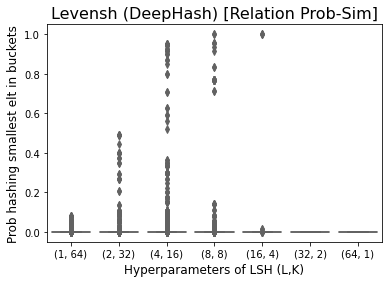 Levensh (DeepHash) [Relation Prob-Sim]
Prob hashing smallest elt in buckets
1.0
0.8
0.6
0.4
0.2
0.0
(1, 64) (2, 32) (4, 16) (8, 8) (16, 4) (32, 2) (64, 1)
Hyperparameters of LSH (L,K)